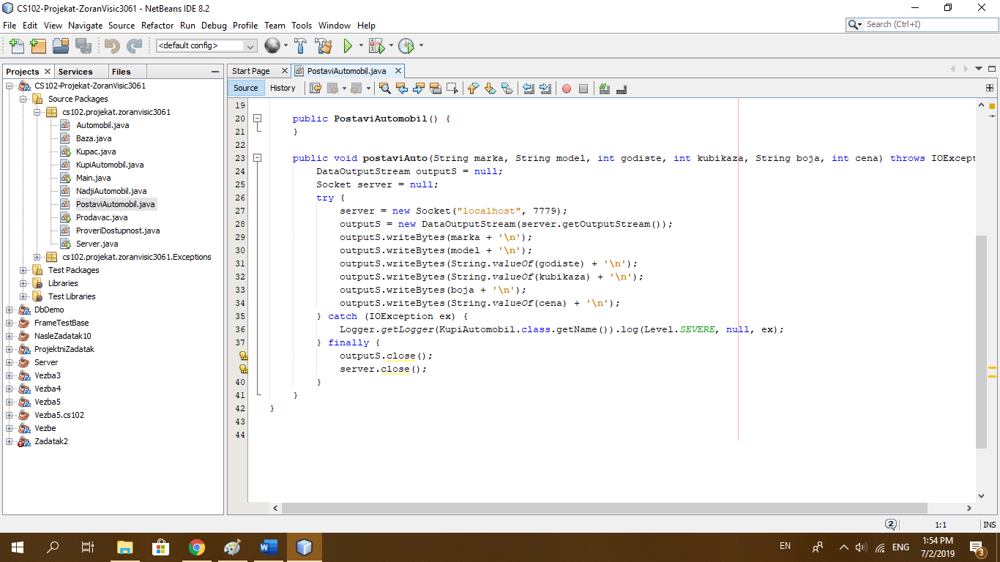 CS102-Projekat-ZoranVisic3061 - NetBeans IDE 8.2
File Edit View Navigate Source Refactor Run Debug Profile Team Tools Window Help
Search (Ctrl+I)
<default config>
Projects Services Files
CS102-Projekat-ZoranVisic3061
Source Packages
cs102.projekat.zoranvisic3061
Automobil.java
Baza.java
Kupac.java
KupiAutomobil.java
Main.java
NadjiAutomobil.java
PostaviAutomobil.java
Prodavac.java
ProveriDostupnost.java
Server.java
cs102.projekat.zoranvisic3061.Exceptions
Test Packages
Libraries
Test Libraries
DbDemo
FrameTestBase
NasleZadatak10
ProjektniZadatak
Server
Vezba3
Vezba4
Vezba5
Vezba5.cs102
Vezbe
Zadatak2
Start Page PostaviAutomobil.java
Source History
19
20 public PostaviAutomobil() {
21 }
22
23 public void postaviAuto(String marka, String model, int godiste, int kubikaza, String boja, int cena) throws IOExcept
24 DataOutputStream outputS = null;
25 Socket server = null;
26 try {
27 server = new Socket("localhost", 7779);
28 outputS = new DataOutputStream(server.getOutputStream());
29 outputS.writeBytes(marka + '\n');
30 outputS.writeBytes(model + '\n');
31 outputS.writeBytes(String.valueOf(godiste) + '\n');
32 outputS.writeBytes(String.valueOf(kubikaza) + '\n');
33 outputS.writeBytes(boja + '\n');
34 outputS.writeBytes(String.valueOf(cena) + '\n');
35 } catch (IOException ex) {
36 Logger.getLogger(KupiAutomobil.class.getName()).log(Level.SEVERE, null, ex);
37 } finally {
outputS.close();
server.close();
40 }
41 }
42 }
43
44
2 1:1 INS
EN ENG 1:54 PM
7/2/2019 3